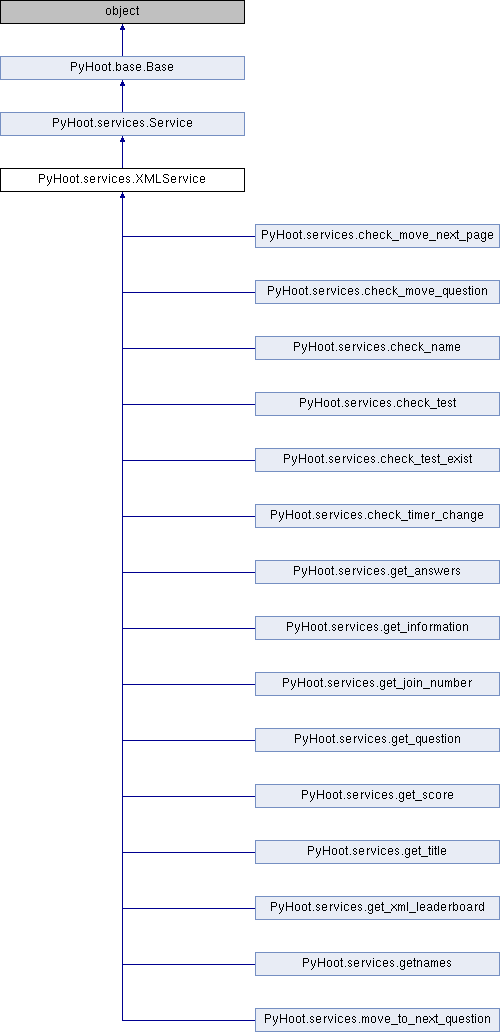 object
PyHoot.base.Base
PyHoot.services.Service
PyHoot.services.XMLService
PyHoot.services.check_move_next_page
PyHoot.services.check_move_question
PyHoot.services.check_name
PyHoot.services.check_test
PyHoot.services.check_test_exist
PyHoot.services.check_timer_change
PyHoot.services.get_answers
PyHoot.services.get_information
PyHoot.services.get_join_number
PyHoot.services.get_question
PyHoot.services.get_score
PyHoot.services.get_title
PyHoot.services.get_xml_leaderboard
PyHoot.services.getnames
PyHoot.services.move_to_next_question